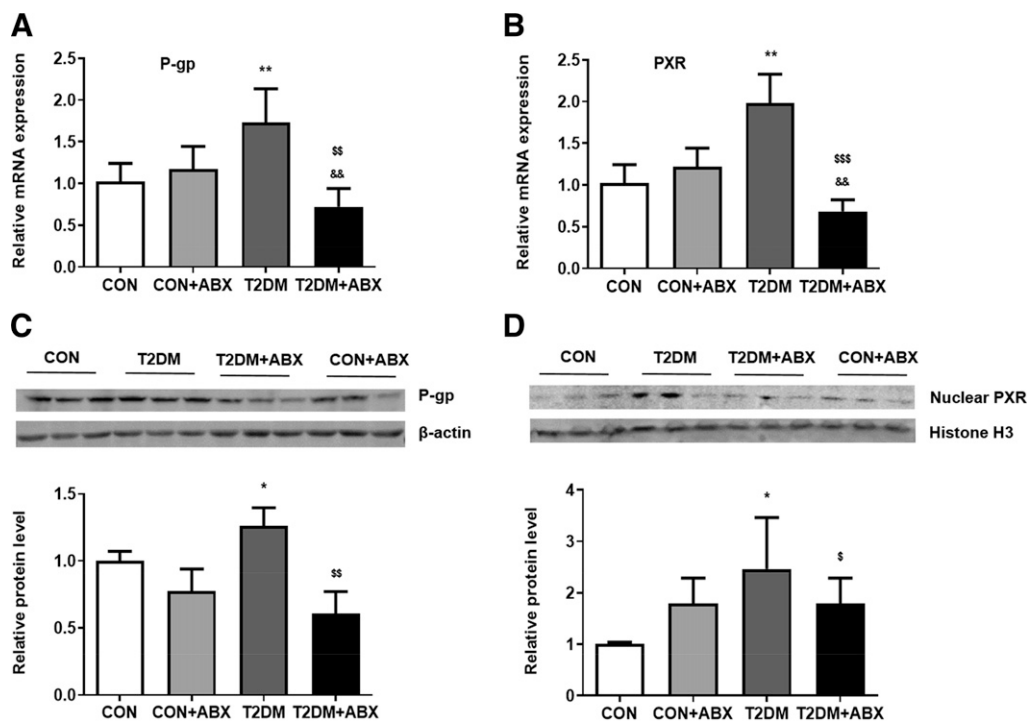 A
P-gp
Relative mRNA expression
2.5
2.0
1.5
1.0
0.5
0.0
**
$$
&&
CON CON+ABX T2DM T2DM+ABX
B
PXR
Relative mRNA expression
2.5
2.0
1.5
1.0
0.5
0.0
**
$$$
&&
CON CON+ABX T2DM T2DM+ABX
C
CON T2DM T2DM+ABX CON+ABX
P-gp
β-actin
Relative protein level
1.5
1.0
0.5
0.0
*
$$
CON CON+ABX T2DM T2DM+ABX
D
CON T2DM T2DM+ABX CON+ABX
Nuclear PXR
Histone H3
Relative protein level
4
3
2
1
0
*
$
CON CON+ABX T2DM T2DM+ABX